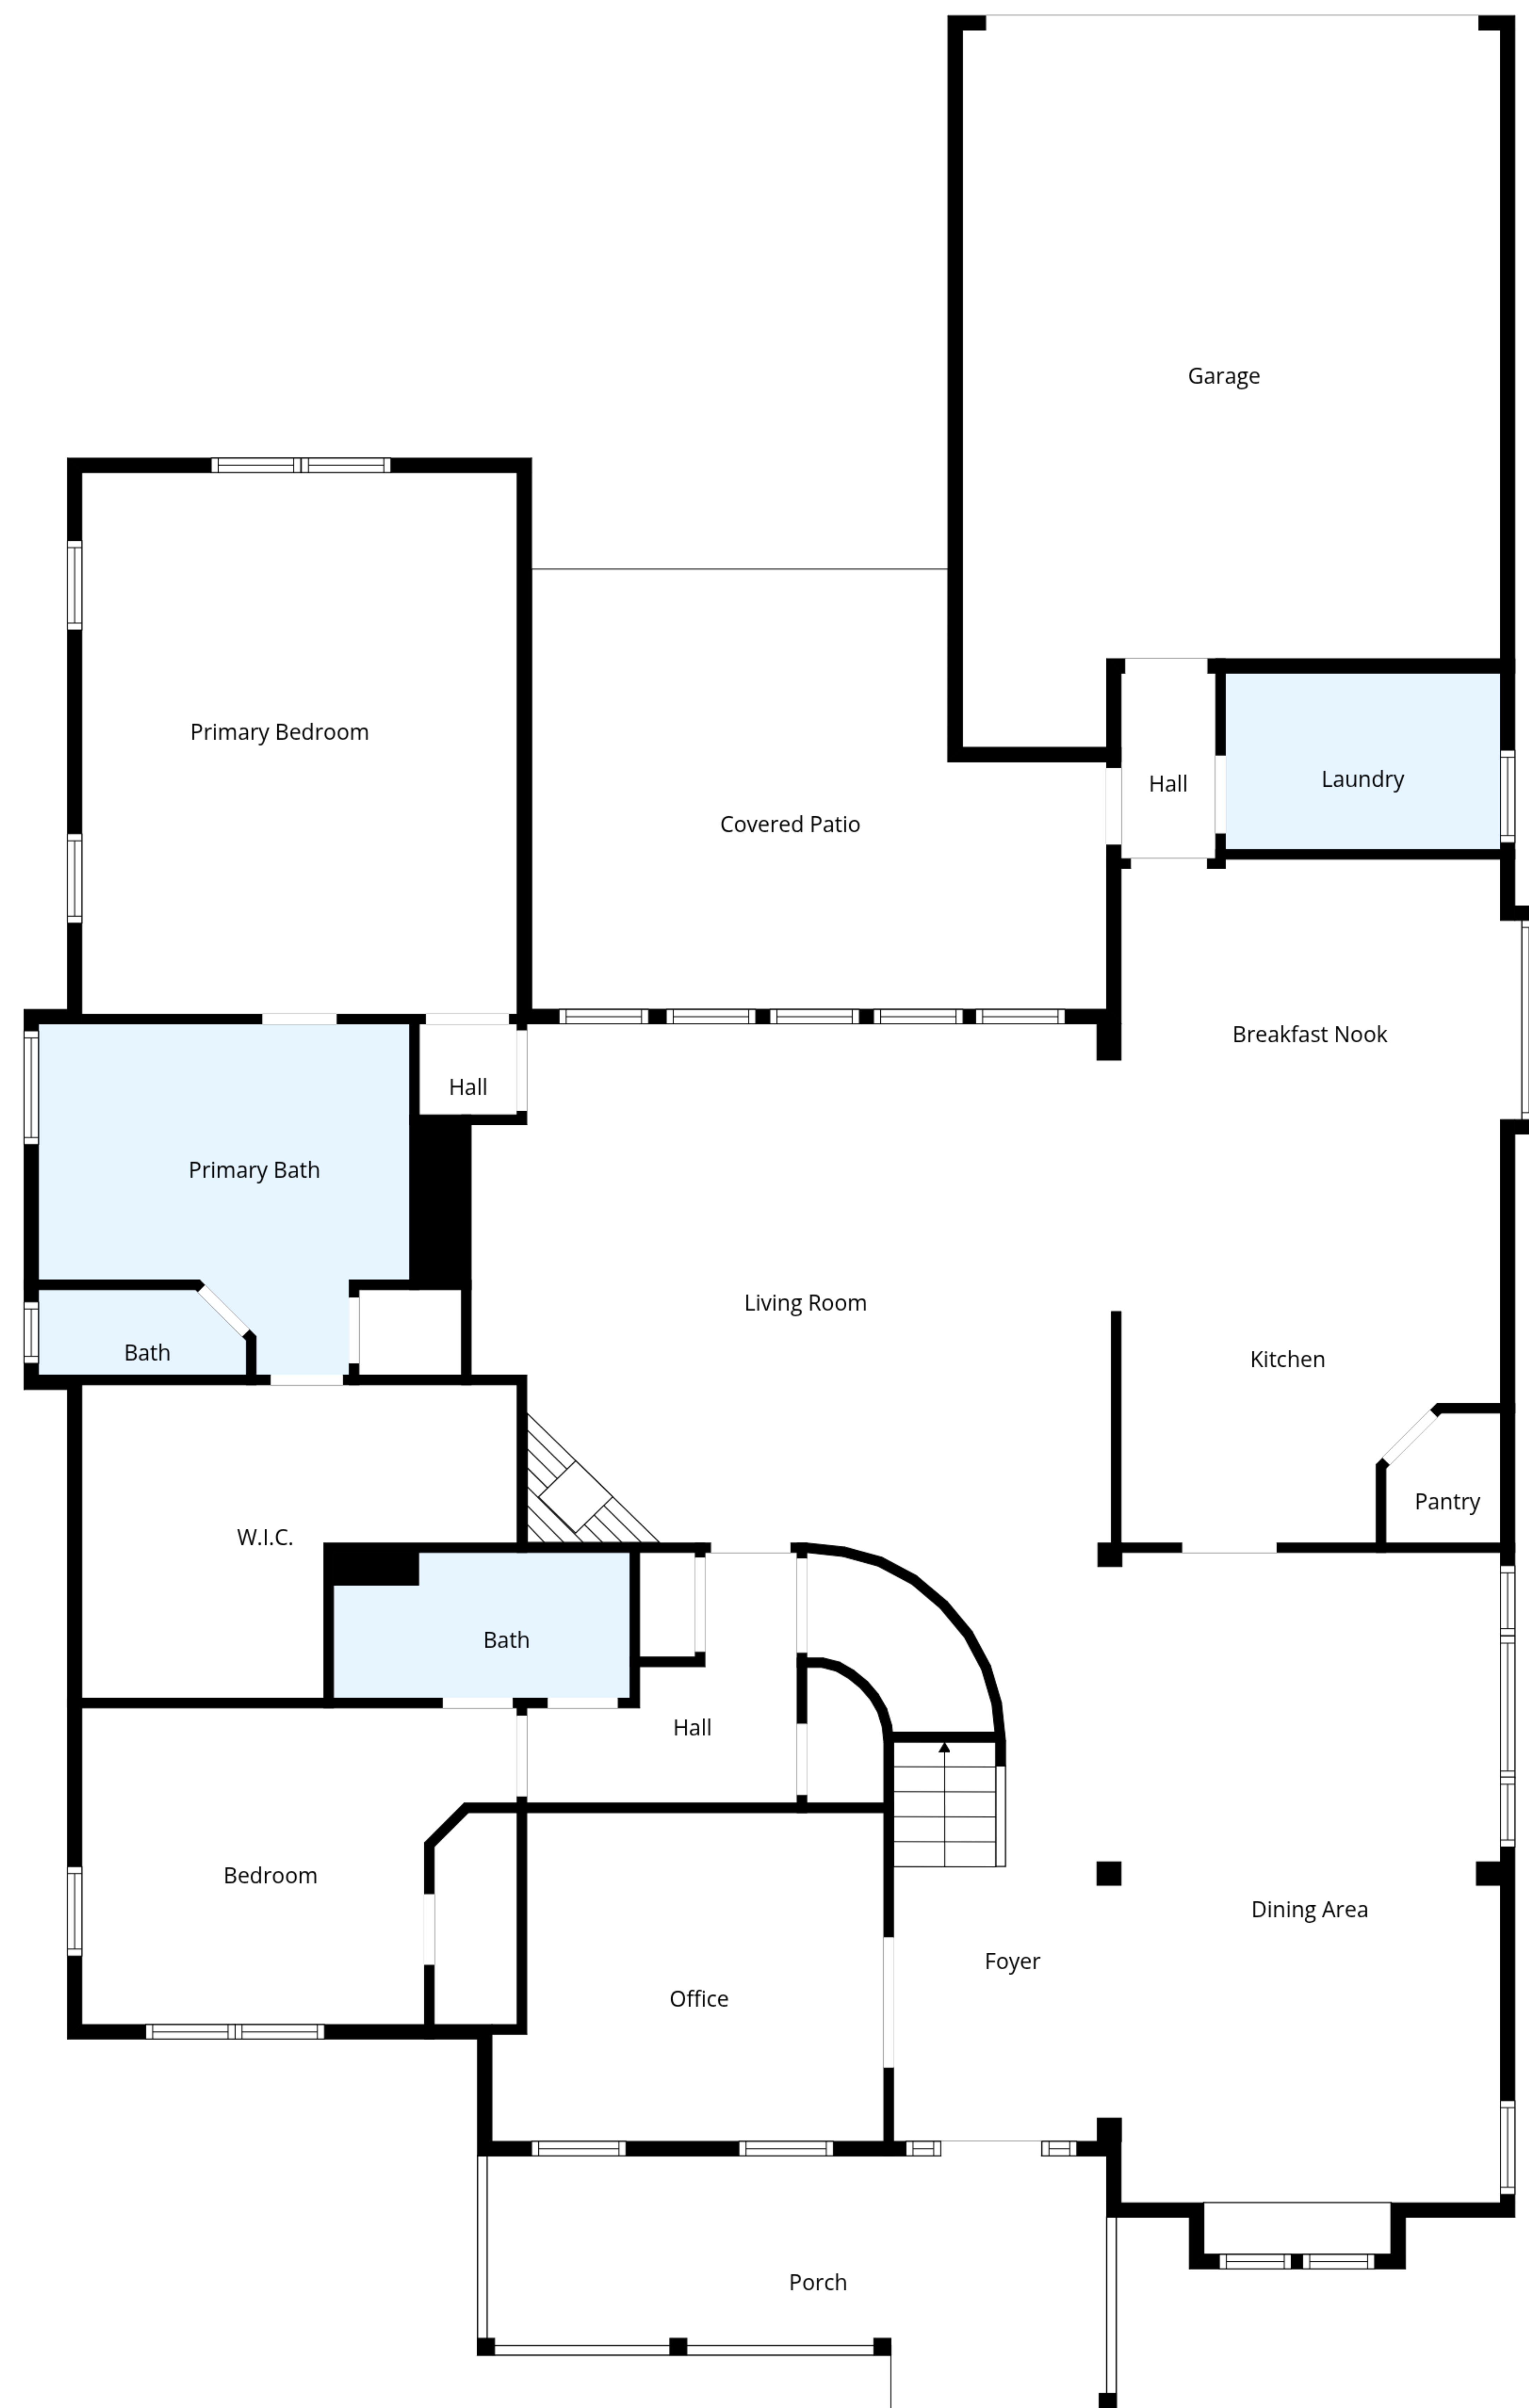 Garage
Primary Bedroom
Laundry
Hall
Covered Patio
Breakfast Nook
Hall
Primary Bath
Living Room
Bath
Kitchen
Pantry
W.I.C.
Bath
Hall
Bedroom
Dining Area
Foyer
Office
Porch